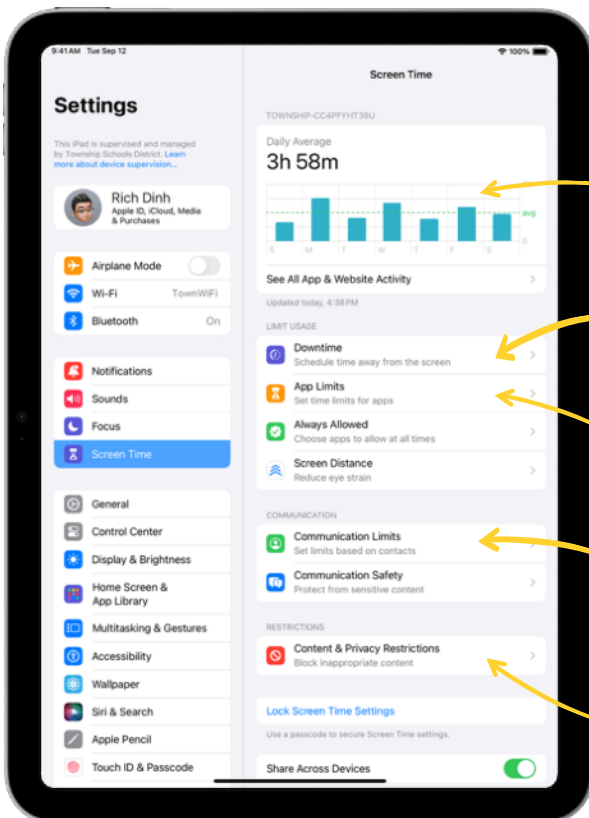 9:41 AM Tue Sep 12
100%
Settings
This iPad is supervised and managed
by Township Schools District. Learn
more about device supervision...
Rich Dinh
Apple ID, iCloud, Media
& Purchases
Airplane Mode
Wi-Fi TownWiFi
Bluetooth On
Notifications
Sounds
Focus
Screen Time
General
Control Center
Display & Brightness
Home Screen &
App Library
Multitasking & Gestures
Accessibility
Wallpaper
Siri & Search
Apple Pencil
Touch ID & Passcode
Screen Time
TOWNSHIP-CC4PFYHT38U
Daily Average
3h 58m
avg
0
S M T W T F S
See All App & Website Activity
Updated today, 4:38 PM
LIMIT USAGE
Downtime
Schedule time away from the screen
App Limits
Set time limits for apps
Always Allowed
Choose apps to allow at all times
Screen Distance
Reduce eye strain
COMMUNICATION
Communication Limits
Set limits based on contacts
Communication Safety
Protect from sensitive content
RESTRICTIONS
Content & Privacy Restrictions
Block inappropriate content
Lock Screen Time Settings
Use a passcode to secure Screen Time settings.
Share Across Devices